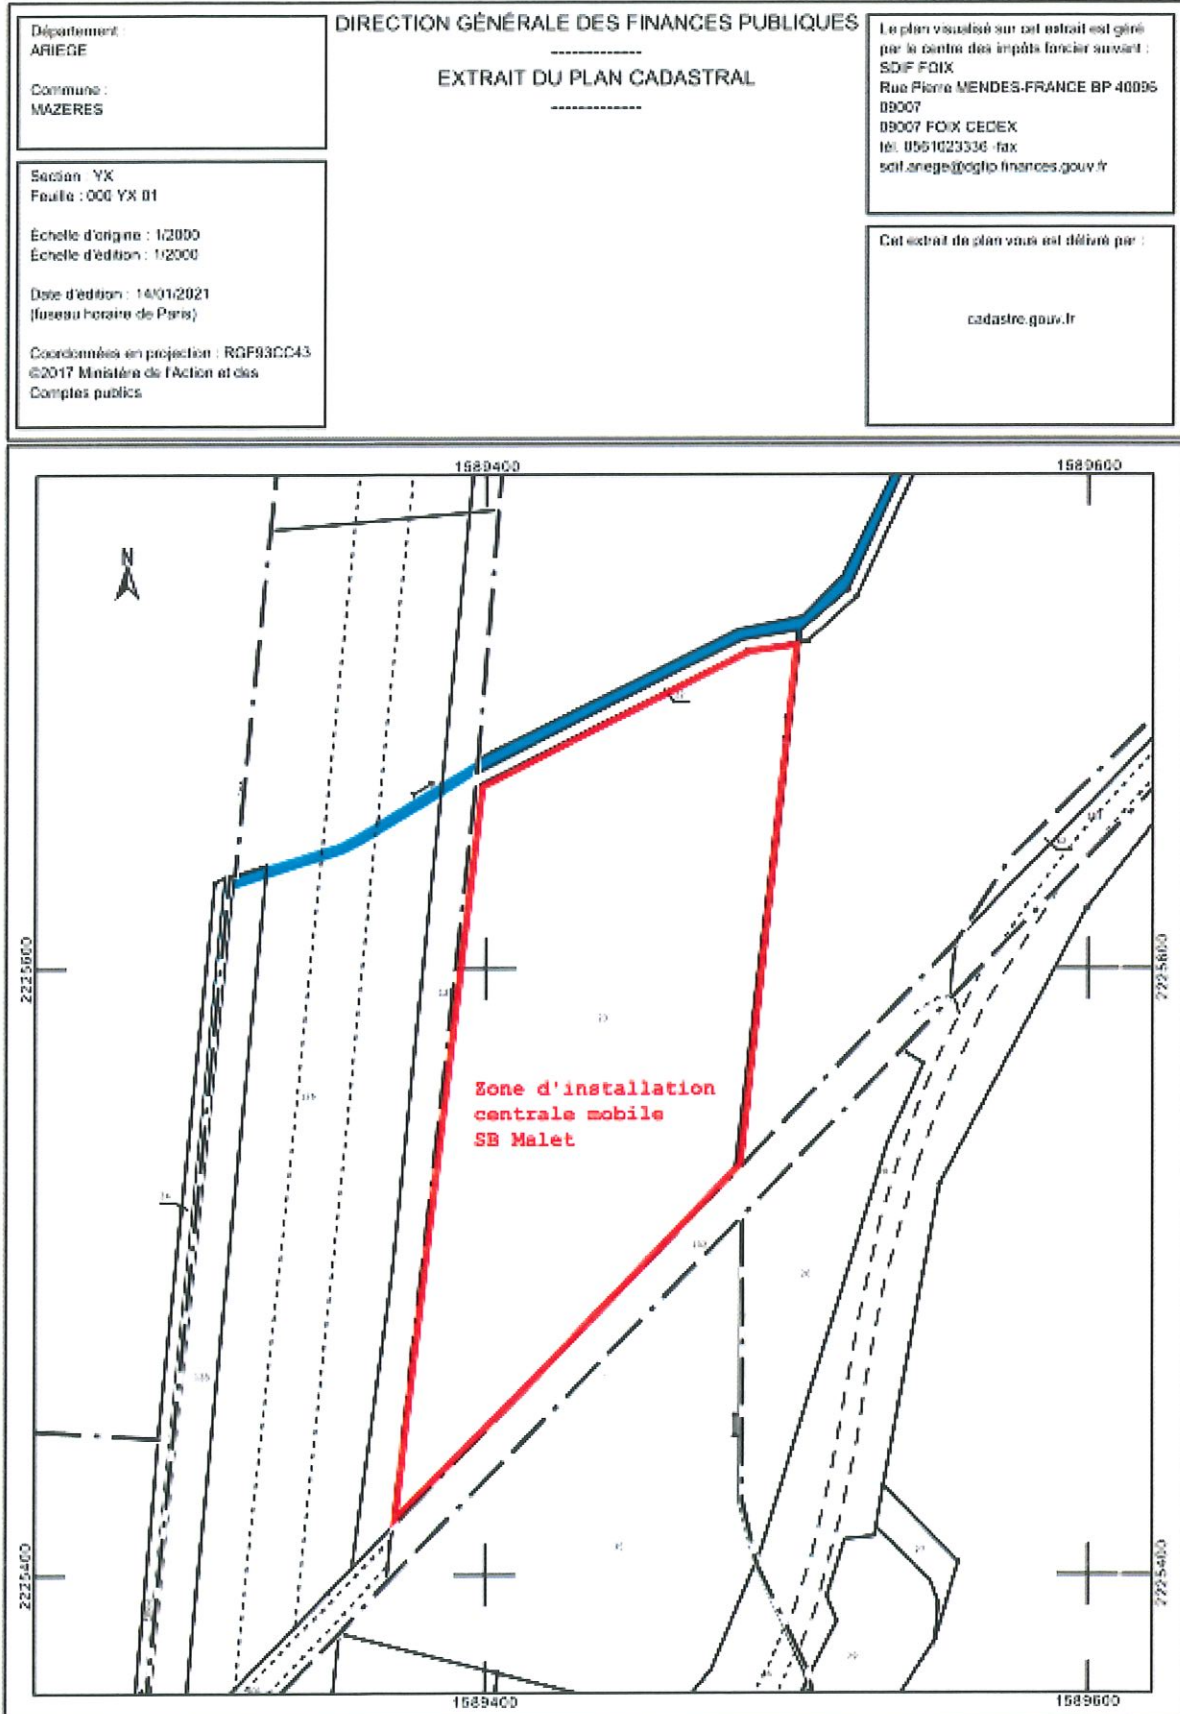 Département :
ARIEGE
Commune :
MAZERES
Section : YX
Feuille : 000 YX 01
Échelle d'origine : 1/2000
Échelle d'édition : 1/2000
Date d'édition : 14/01/2021
(fuseau horaire de Paris)
Coordonnées en projection : RGF93CC43
©2017 Ministère de l'Action et des
Comptes publics
DIRECTION GÉNÉRALE DES FINANCES PUBLIQUES
-------------
EXTRAIT DU PLAN CADASTRAL
-------------
Le plan visualisé sur cet extrait est géré
par le centre des impôts foncier suivant :
SDIF FOIX
Rue Pierre MENDES-FRANCE BP 40096
09007
09007 FOIX CEDEX
tél. 0561023336 -fax
sdif.ariege@dgfip.finances.gouv.fr
Cet extrait de plan vous est délivré par :
cadastre.gouv.fr
1589400
1589600
N
2225600
2225600
Zone d'installation
centrale mobile
SB Malet
2225400
2225400
1589400
1589600